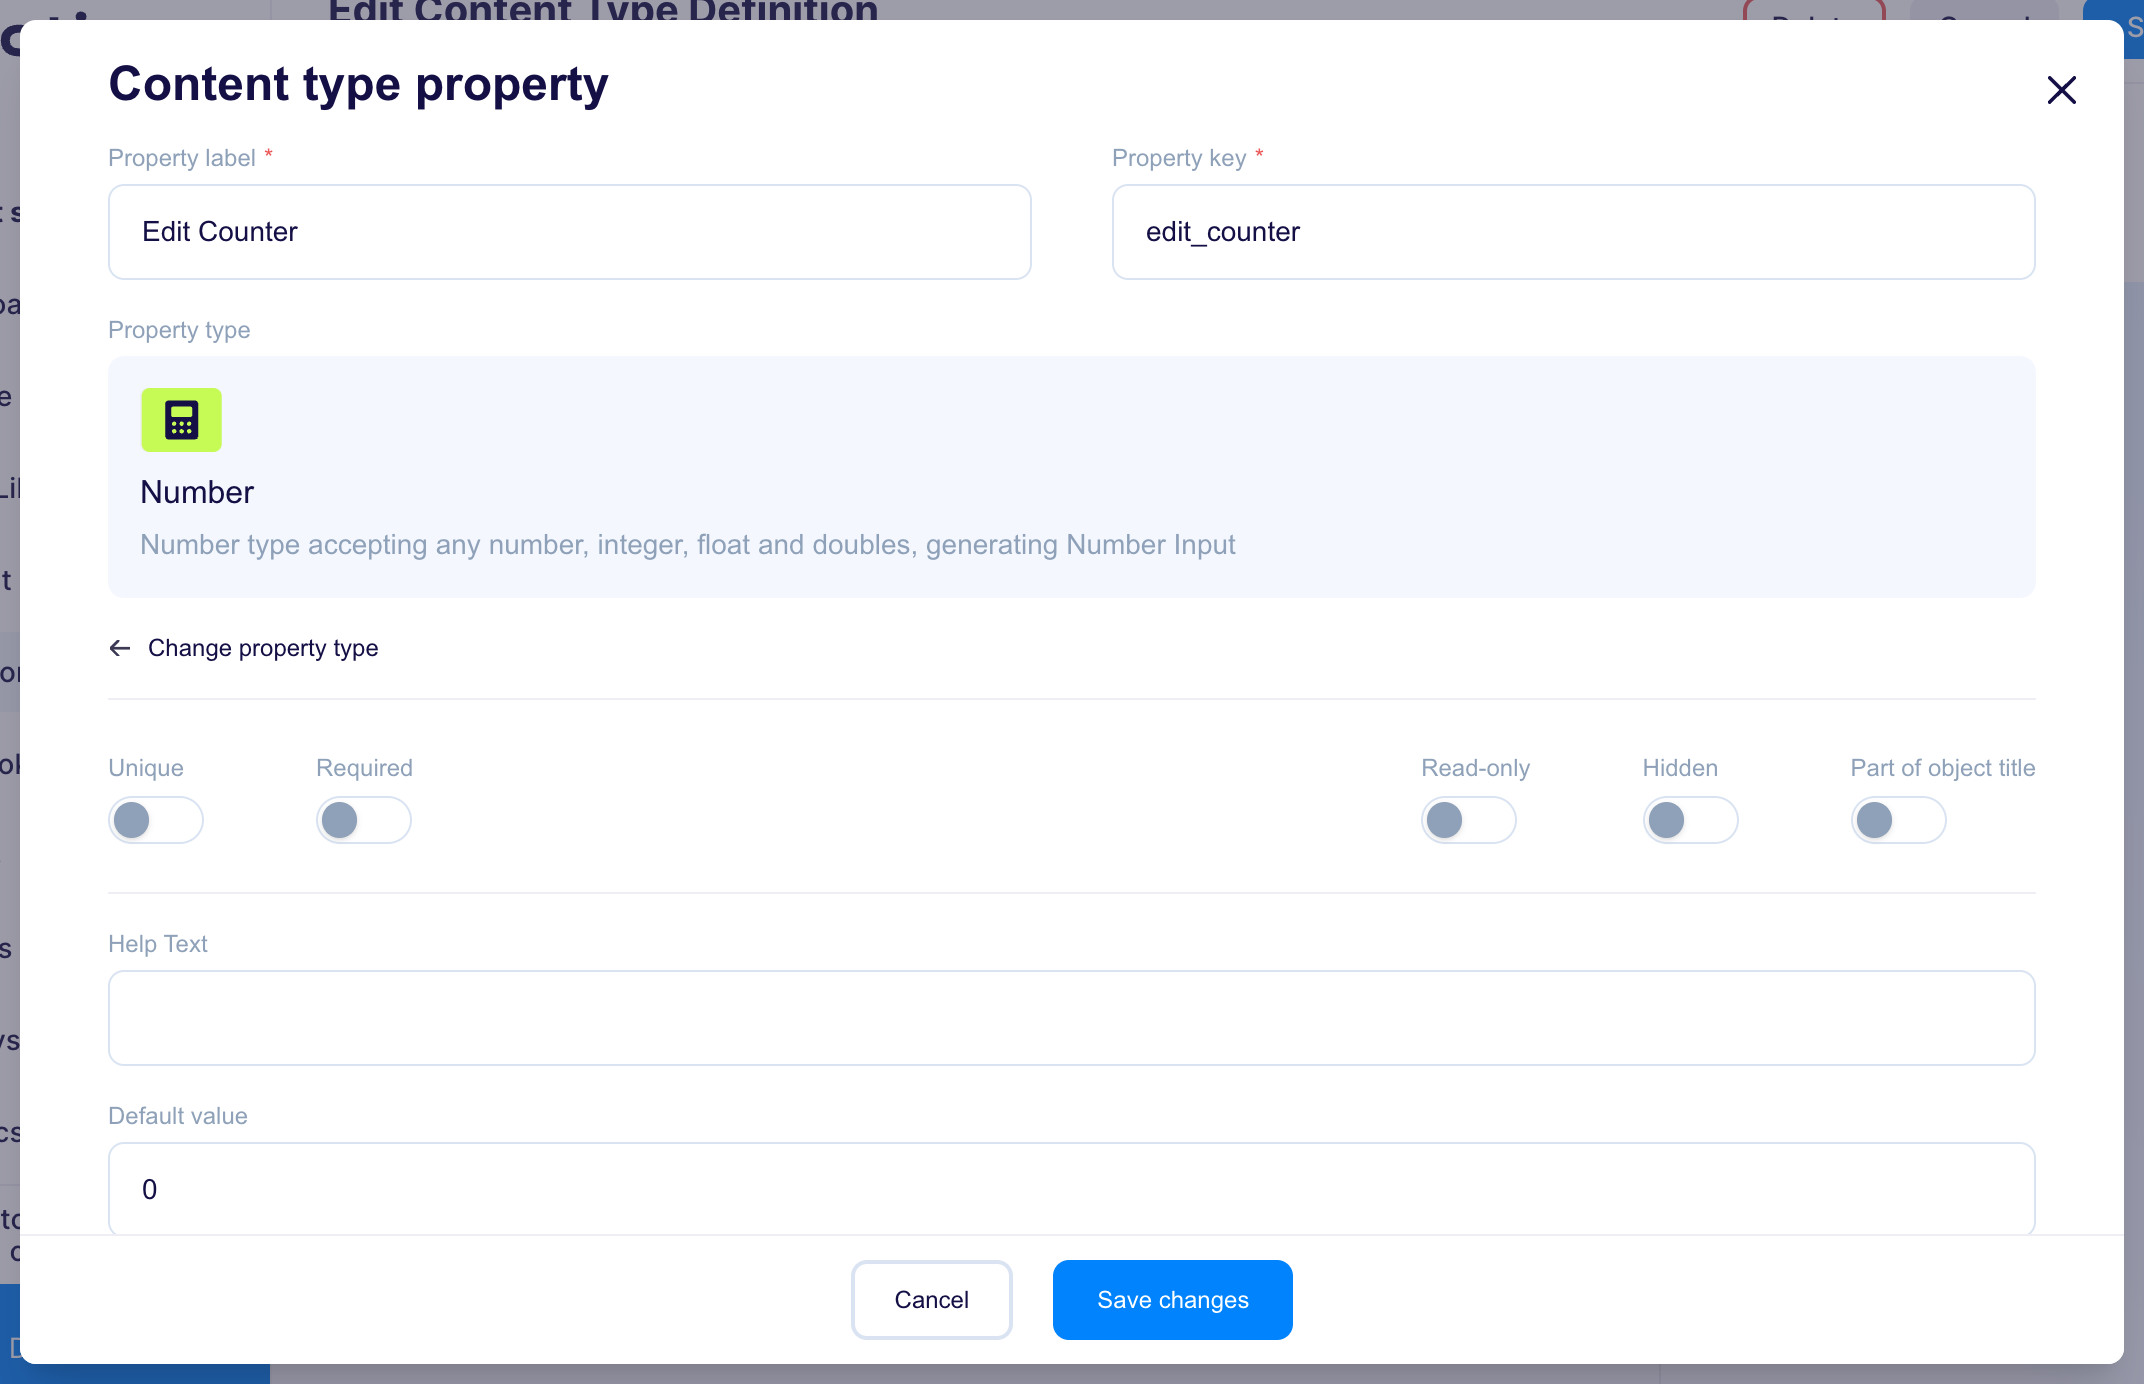 Edit Content Type Definition
Content type property
Property label *
Property key *
Edit Counter
edit_counter
Property type
Number
Number type accepting any number, integer, float and doubles, generating Number Input
Change property type
Unique
Required
Read-only
Hidden
Part of object title
Help Text
Default value
0
Cancel
Save changes